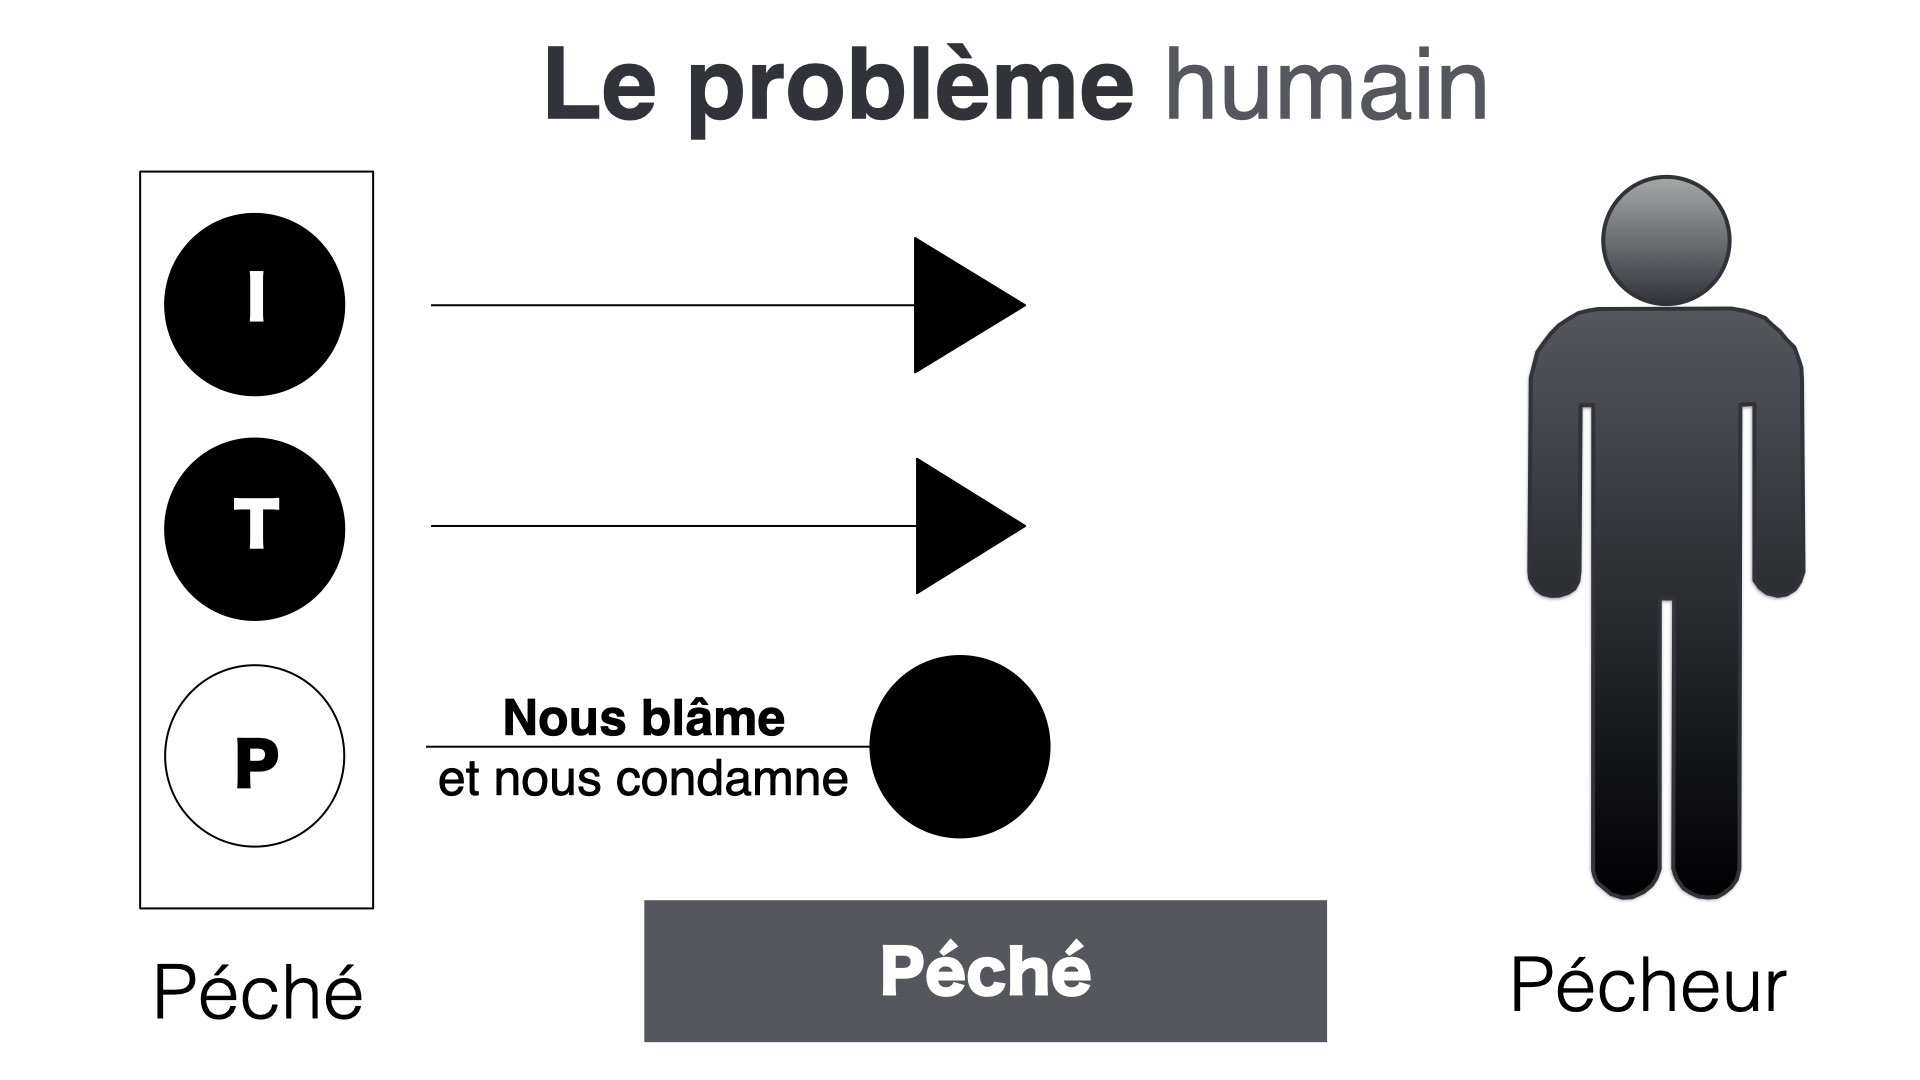 Le problème humain
I
T
P
Nous blâme
et nous condamne
Péché
Péché
Pécheur